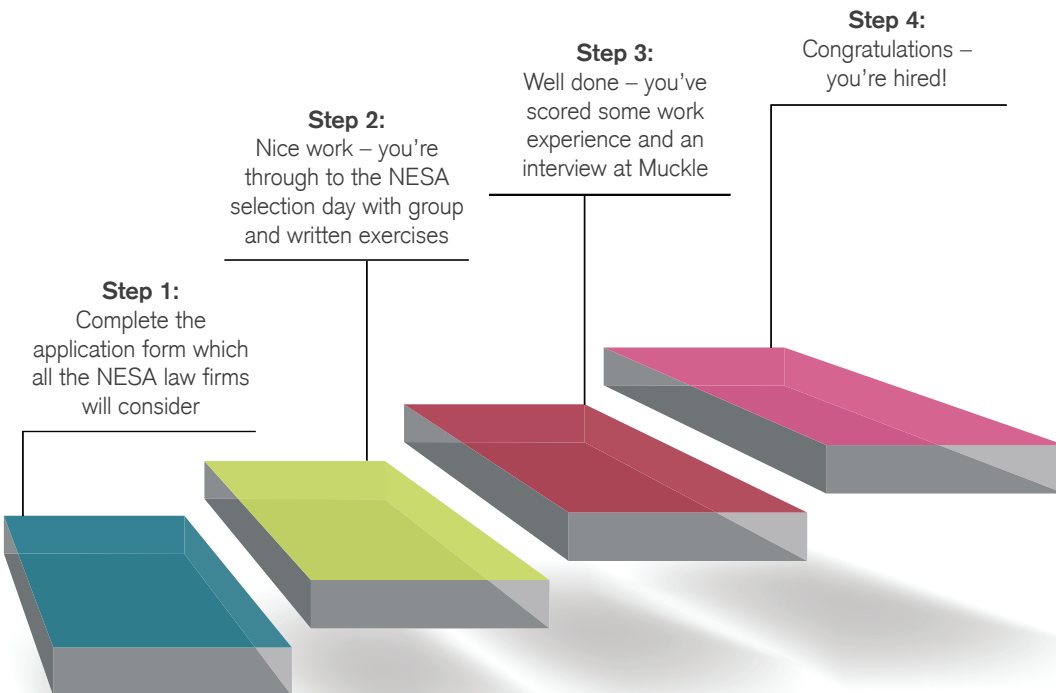 Step 1:
Complete the
application form which
all the NESA law firms
will consider
Step 2:
Nice work – you’re
through to the NESA
selection day with group
and written exercises
Step 3:
Well done – you’ve
scored some work
experience and an
interview at Muckle
Step 4:
Congratulations –
you’re hired!